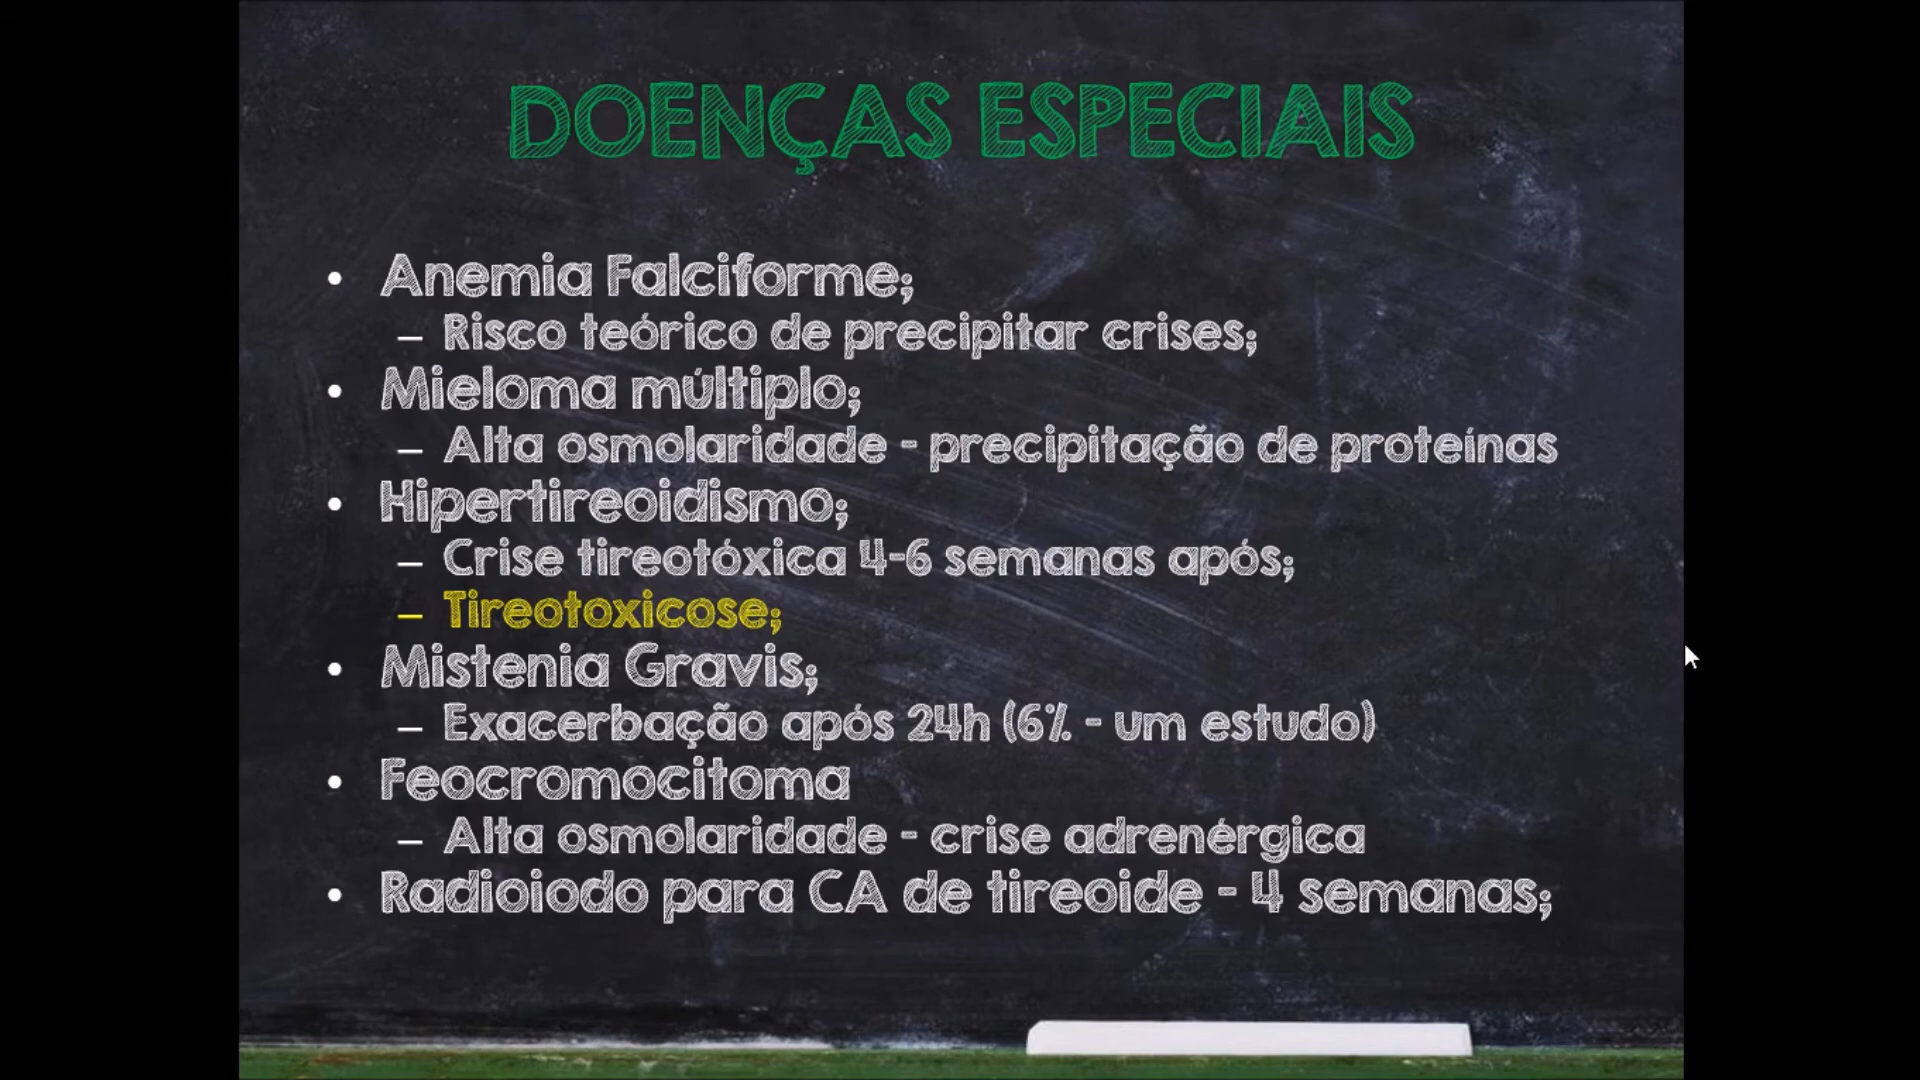 DOENÇAS ESPECIAIS
• Anemia Falciforme;
– Risco teórico de precipitar crises;
• Mieloma múltiplo;
– Alta osmolaridade - precipitação de proteínas
• Hipertireoidismo;
– Crise tireotóxica 4-6 semanas após;
– Tireotoxicose;
• Mistenia Gravis;
– Exacerbação após 24h (6% - um estudo)
• Feocromocitoma
– Alta osmolaridade - crise adrenérgica
• Radioiodo para CA de tireoide - 4 semanas;